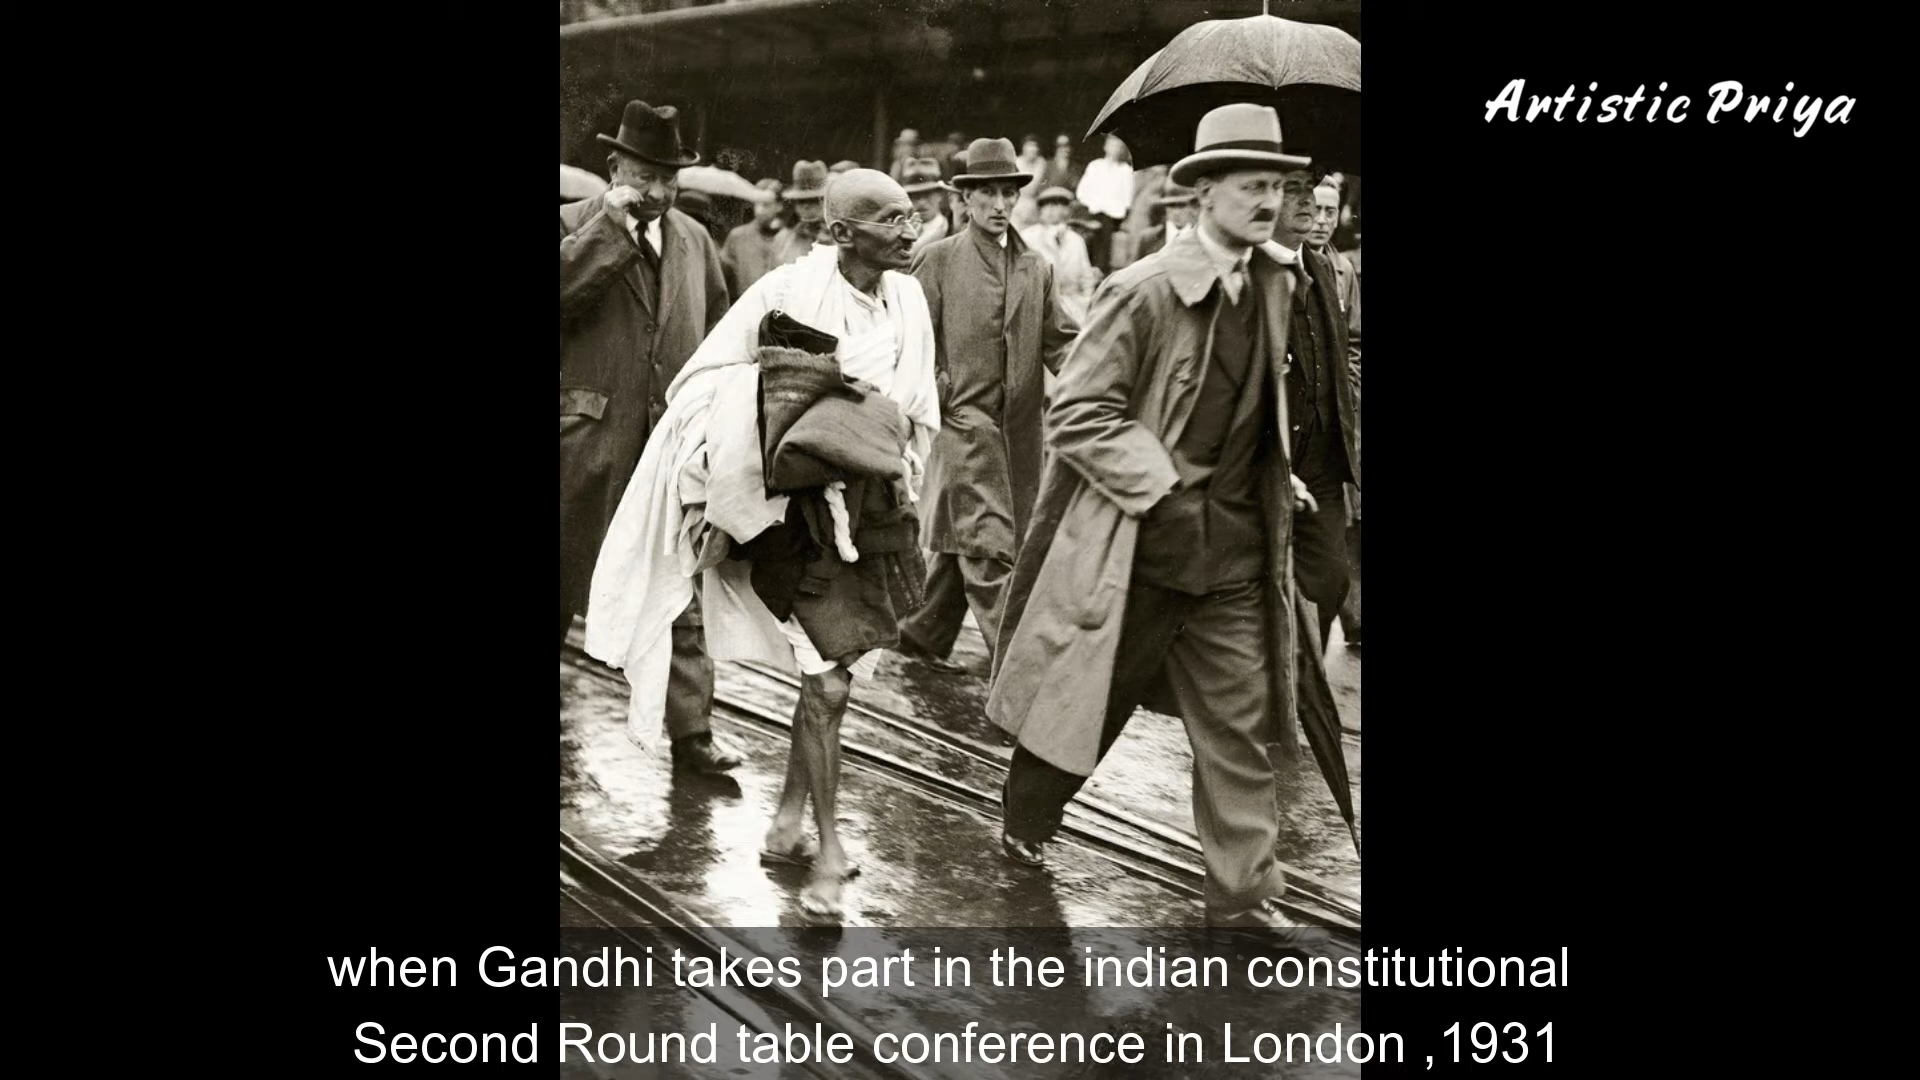 Artistic Priya
when Gandhi takes part in the indian constitutional
Second Round table conference in London ,1931